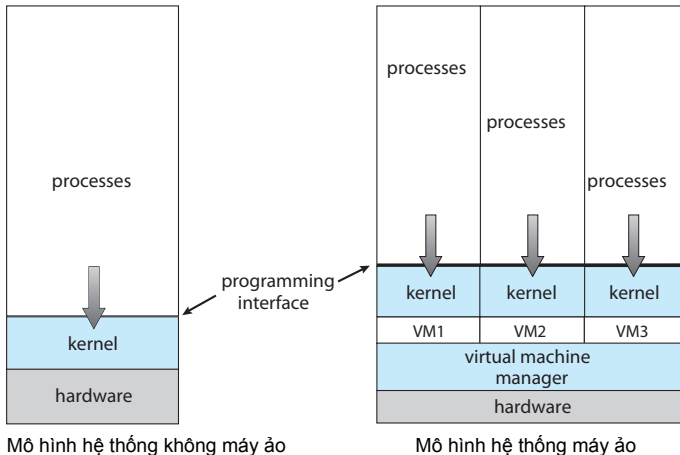 processes
kernel
hardware
Mô hình hệ thống không máy ảo
programming
interface
processes
processes
processes
kernel
kernel
kernel
VM1
VM2
VM3
virtual machine
manager
hardware
Mô hình hệ thống máy ảo